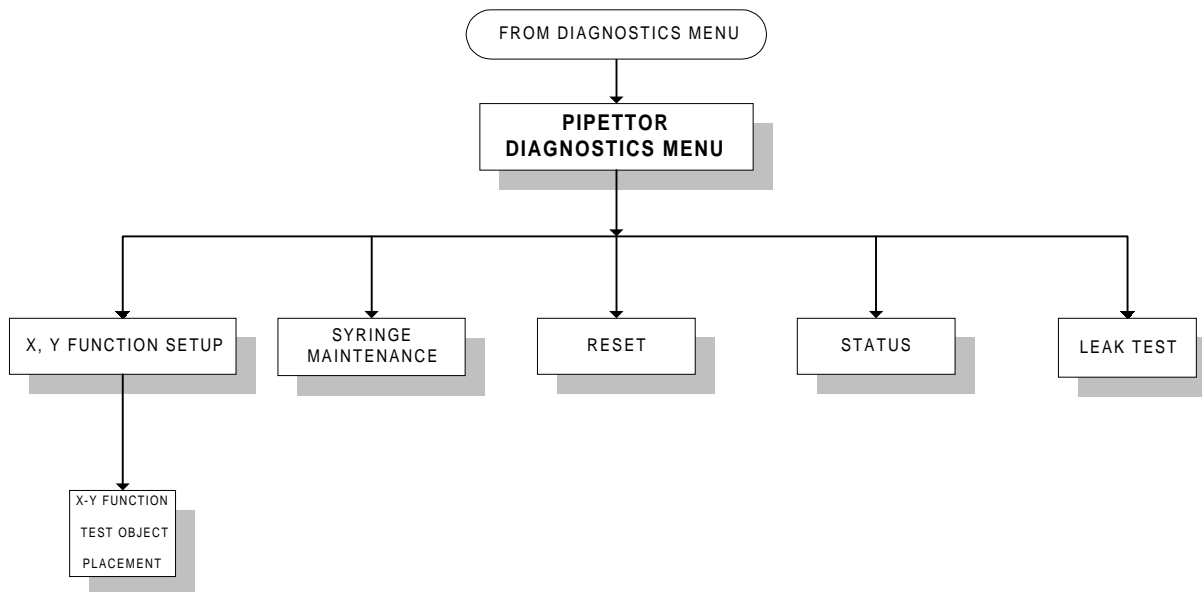 FROM DIAGNOSTICS MENU
PIPETTOR
DIAGNOSTICS MENU
X, Y FUNCTION SETUP
SYRINGE
MAINTENANCE
RESET
STATUS
LEAK TEST
X-Y FUNCTION
TEST OBJECT
PLACEMENT